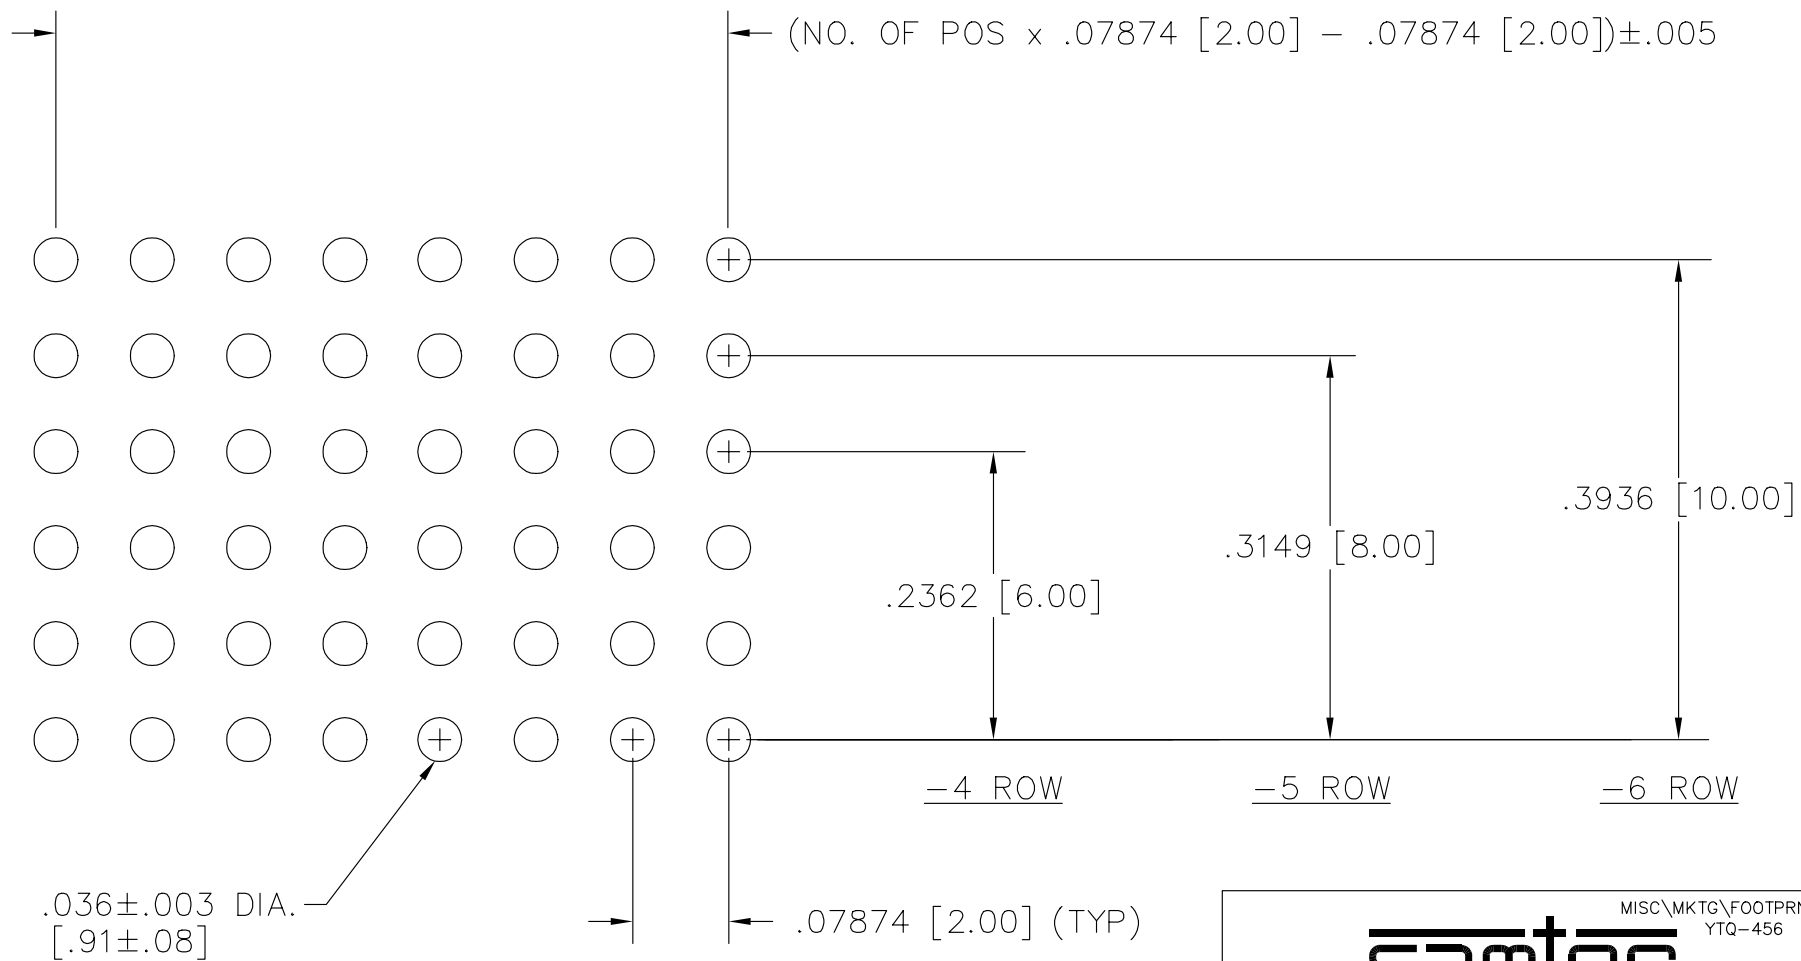 (NO. OF POS x .07874 [2.00] − .07874 [2.00])±.005
.3936 [10.00]
.3149 [8.00]
.2362 [6.00]
−4 ROW
−5 ROW
−6 ROW
.036±.003 DIA.
[.91±.08]
.07874 [2.00] (TYP)
YTQ−456